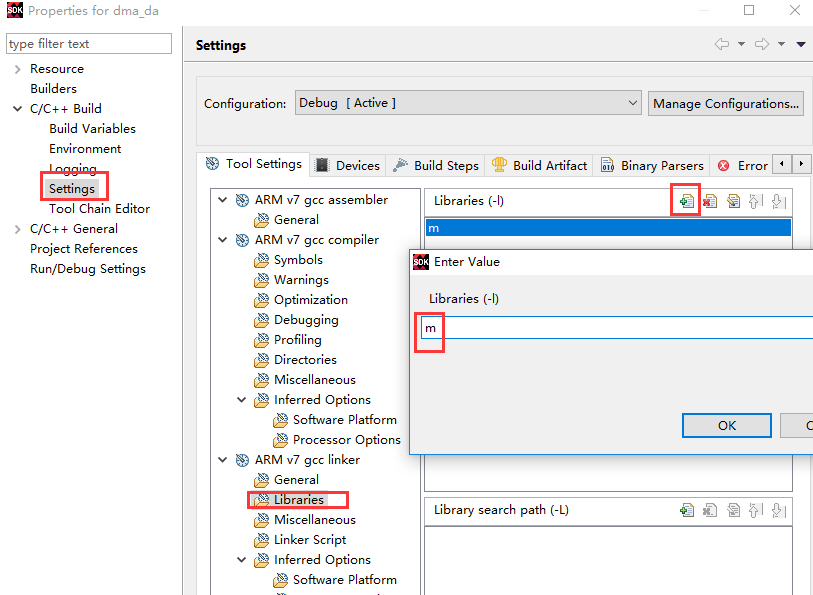 SDK Properties for dma_da
type filter text
Settings
Resource
Builders
C/C++ Build
Build Variables
Environment
Logging
Settings
Tool Chain Editor
C/C++ General
Project References
Run/Debug Settings
Configuration: Debug [ Active ] Manage Configurations...
Tool Settings Devices Build Steps Build Artifact Binary Parsers Error
ARM v7 gcc assembler
General
ARM v7 gcc compiler
Symbols
Warnings
Optimization
Debugging
Profiling
Directories
Miscellaneous
Inferred Options
Software Platform
Processor Options
ARM v7 gcc linker
General
Libraries
Miscellaneous
Linker Script
Inferred Options
Software Platform
Libraries (-l)
m
SDK Enter Value
Libraries (-l)
m
OK
Library search path (-L)